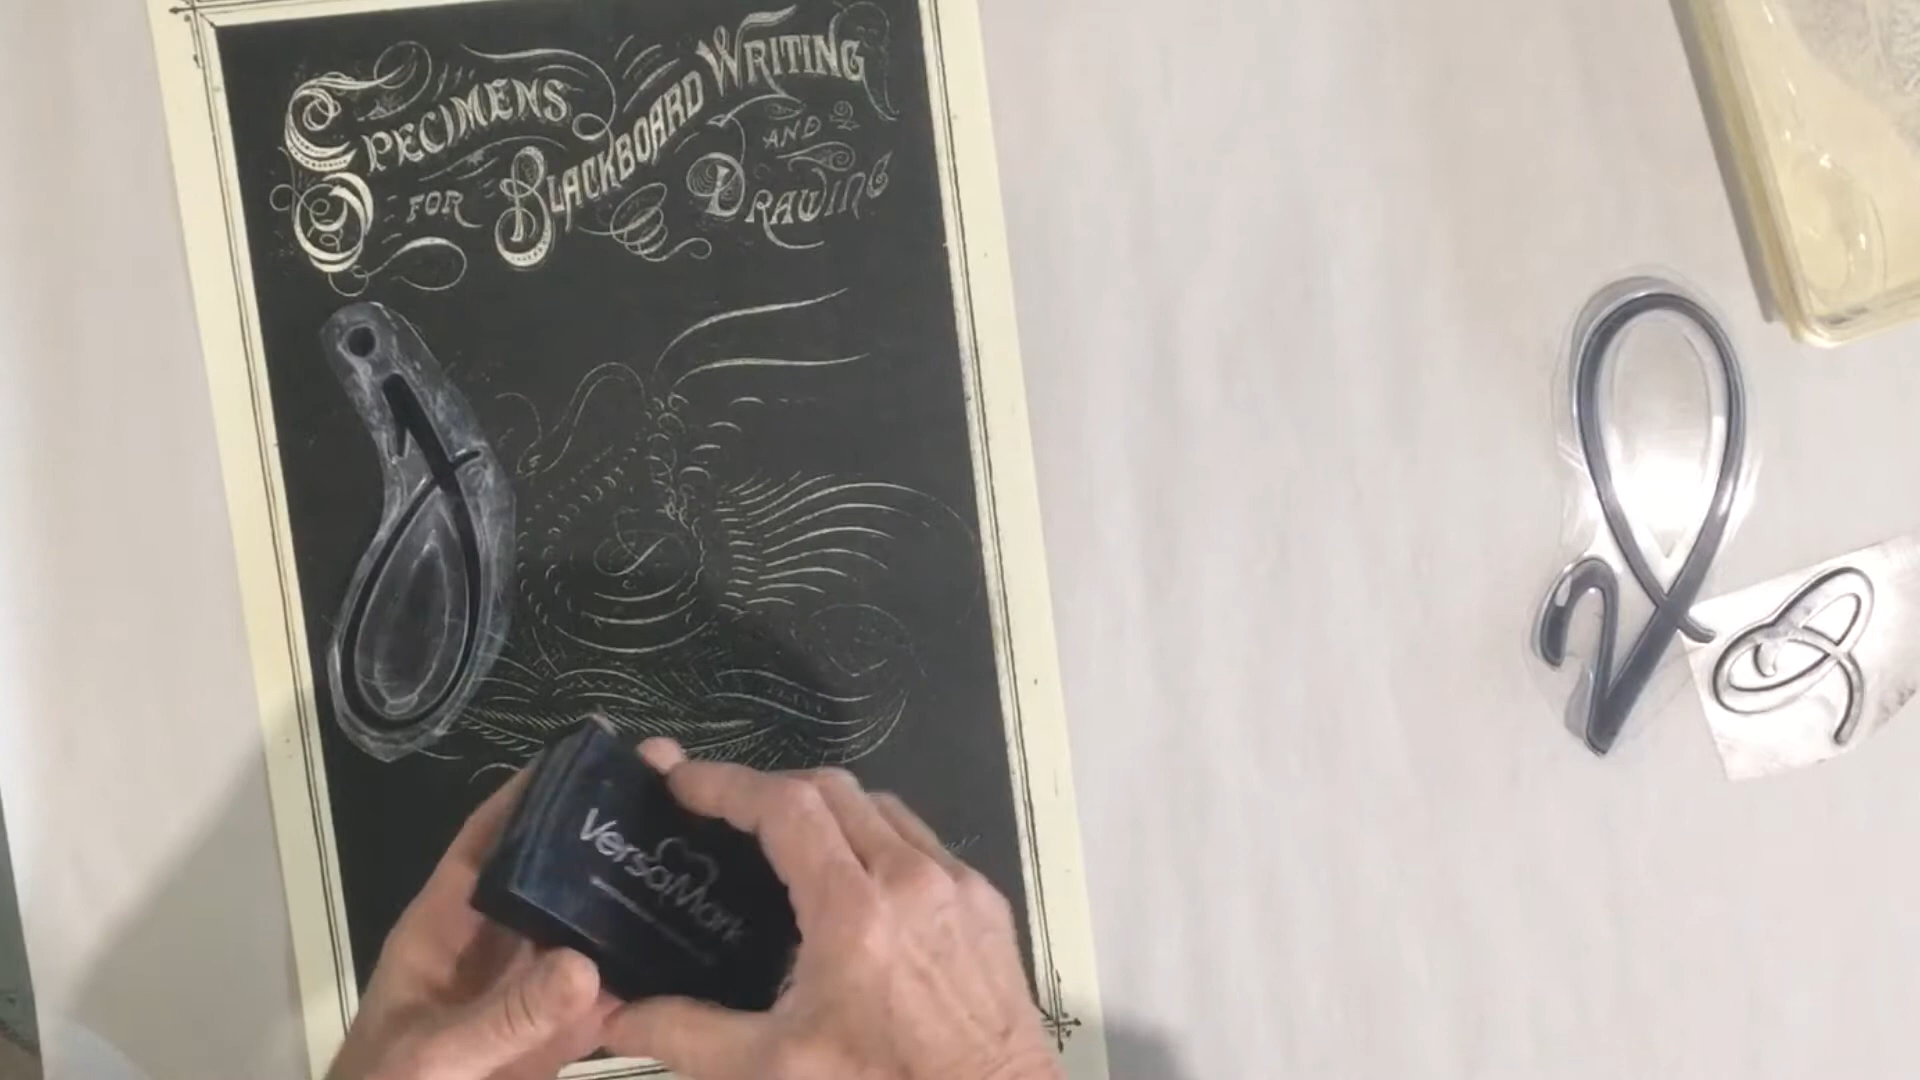 SPECIMENS
FOR BLACKBOARD WRITING
AND
DRAWING
VersaMark